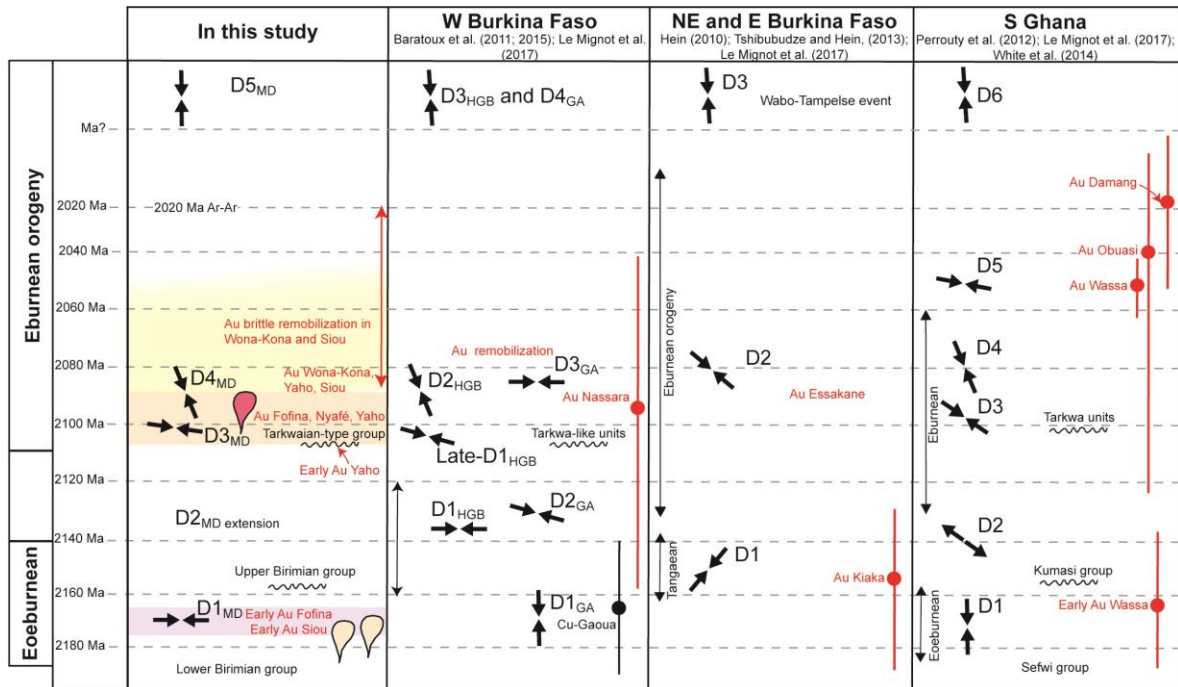 In this study
W Burkina Faso
Baratoux et al. (2011; 2015); Le Mignot et al.
(2017)
NE and E Burkina Faso
Hein (2010); Tshibubudze and Hein, (2013);
Le Mignot et al. (2017)
S Ghana
Perrouty et al. (2012); Le Mignot et al. (2017);
White et al. (2014)
Eburnean orogeny
Eoeburnean
Ma?
2020 Ma
2040 Ma
2060 Ma
2080 Ma
2100 Ma
2120 Ma
2140 Ma
2160 Ma
2180 Ma
D5MD
2020 Ma Ar-Ar
Au brittle remobilization in
Wona-Kona and Siou
D4MD
Au Wona-Kona,
Yaho, Siou
Au Fofina, Nyafé, Yaho
D3MD
Tarkwaian-type group
Early Au Yaho
D2MD extension
Upper Birimian group
D1MD
Early Au Fofina
Early Au Siou
Lower Birimian group
D3HGB and D4GA
Au remobilization
D2HGB
D3GA
Au Nassara
Late-D1HGB
Tarkwa-like units
D1HGB
D2GA
D1GA
Cu-Gaoua
D3
Wabo-Tampelse event
Eburnean orogeny
D2
Au Essakane
Tangaean
D1
Au Kiaka
D6
Au Damang
Au Obuasi
D5
Au Wassa
Eburnean
D4
D3
Tarkwa units
D2
Kumasi group
Eoeburnean
D1
Early Au Wassa
Sefwi group